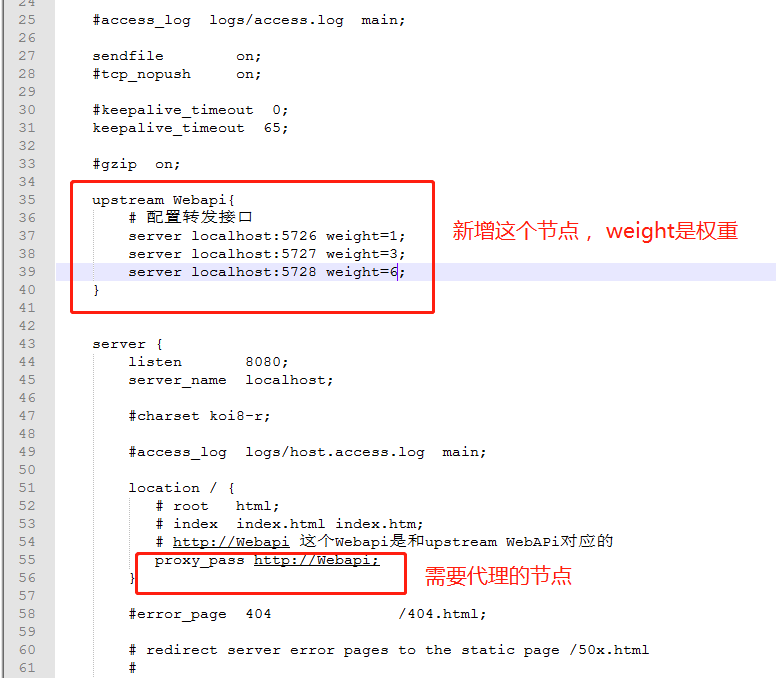 24
25 #access_log logs/access.log main;
26
27 sendfile on;
28 #tcp_nopush on;
29
30 #keepalive_timeout 0;
31 keepalive_timeout 65;
32
33 #gzip on;
34
35 upstream Webapi{
36 # 配置转发接口
37 server localhost:5726 weight=1;
新增这个节点 ，weight是权重
38 server localhost:5727 weight=3;
39 server localhost:5728 weight=6;
40 }
41
42
43 server {
44 listen 8080;
45 server_name localhost;
46
47 #charset koi8-r;
48
49 #access_log logs/host.access.log main;
50
51 location / {
52 # root html;
53 # index index.html index.htm;
54 # http://Webapi 这个Webapi是和upstream WebAPi对应的
55 proxy_pass http://Webapi;
56 }
需要代理的节点
57
58 #error_page 404 /404.html;
59
60 # redirect server error pages to the static page /50x.html
61 #